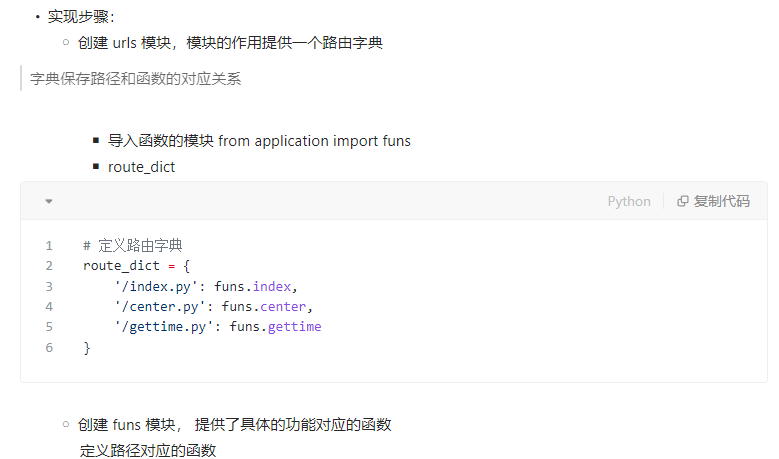 • 实现步骤：
○ 创建 urls 模块，模块的作用提供一个路由字典
字典保存路径和函数的对应关系
▪ 导入函数的模块 from application import funs
▪ route_dict
Python 复制代码
1 # 定义路由字典
2 route_dict = {
3     '/index.py': funs.index,
4     '/center.py': funs.center,
5     '/gettime.py': funs.gettime
6 }
○ 创建 funs 模块， 提供了具体的功能对应的函数
定义路径对应的函数